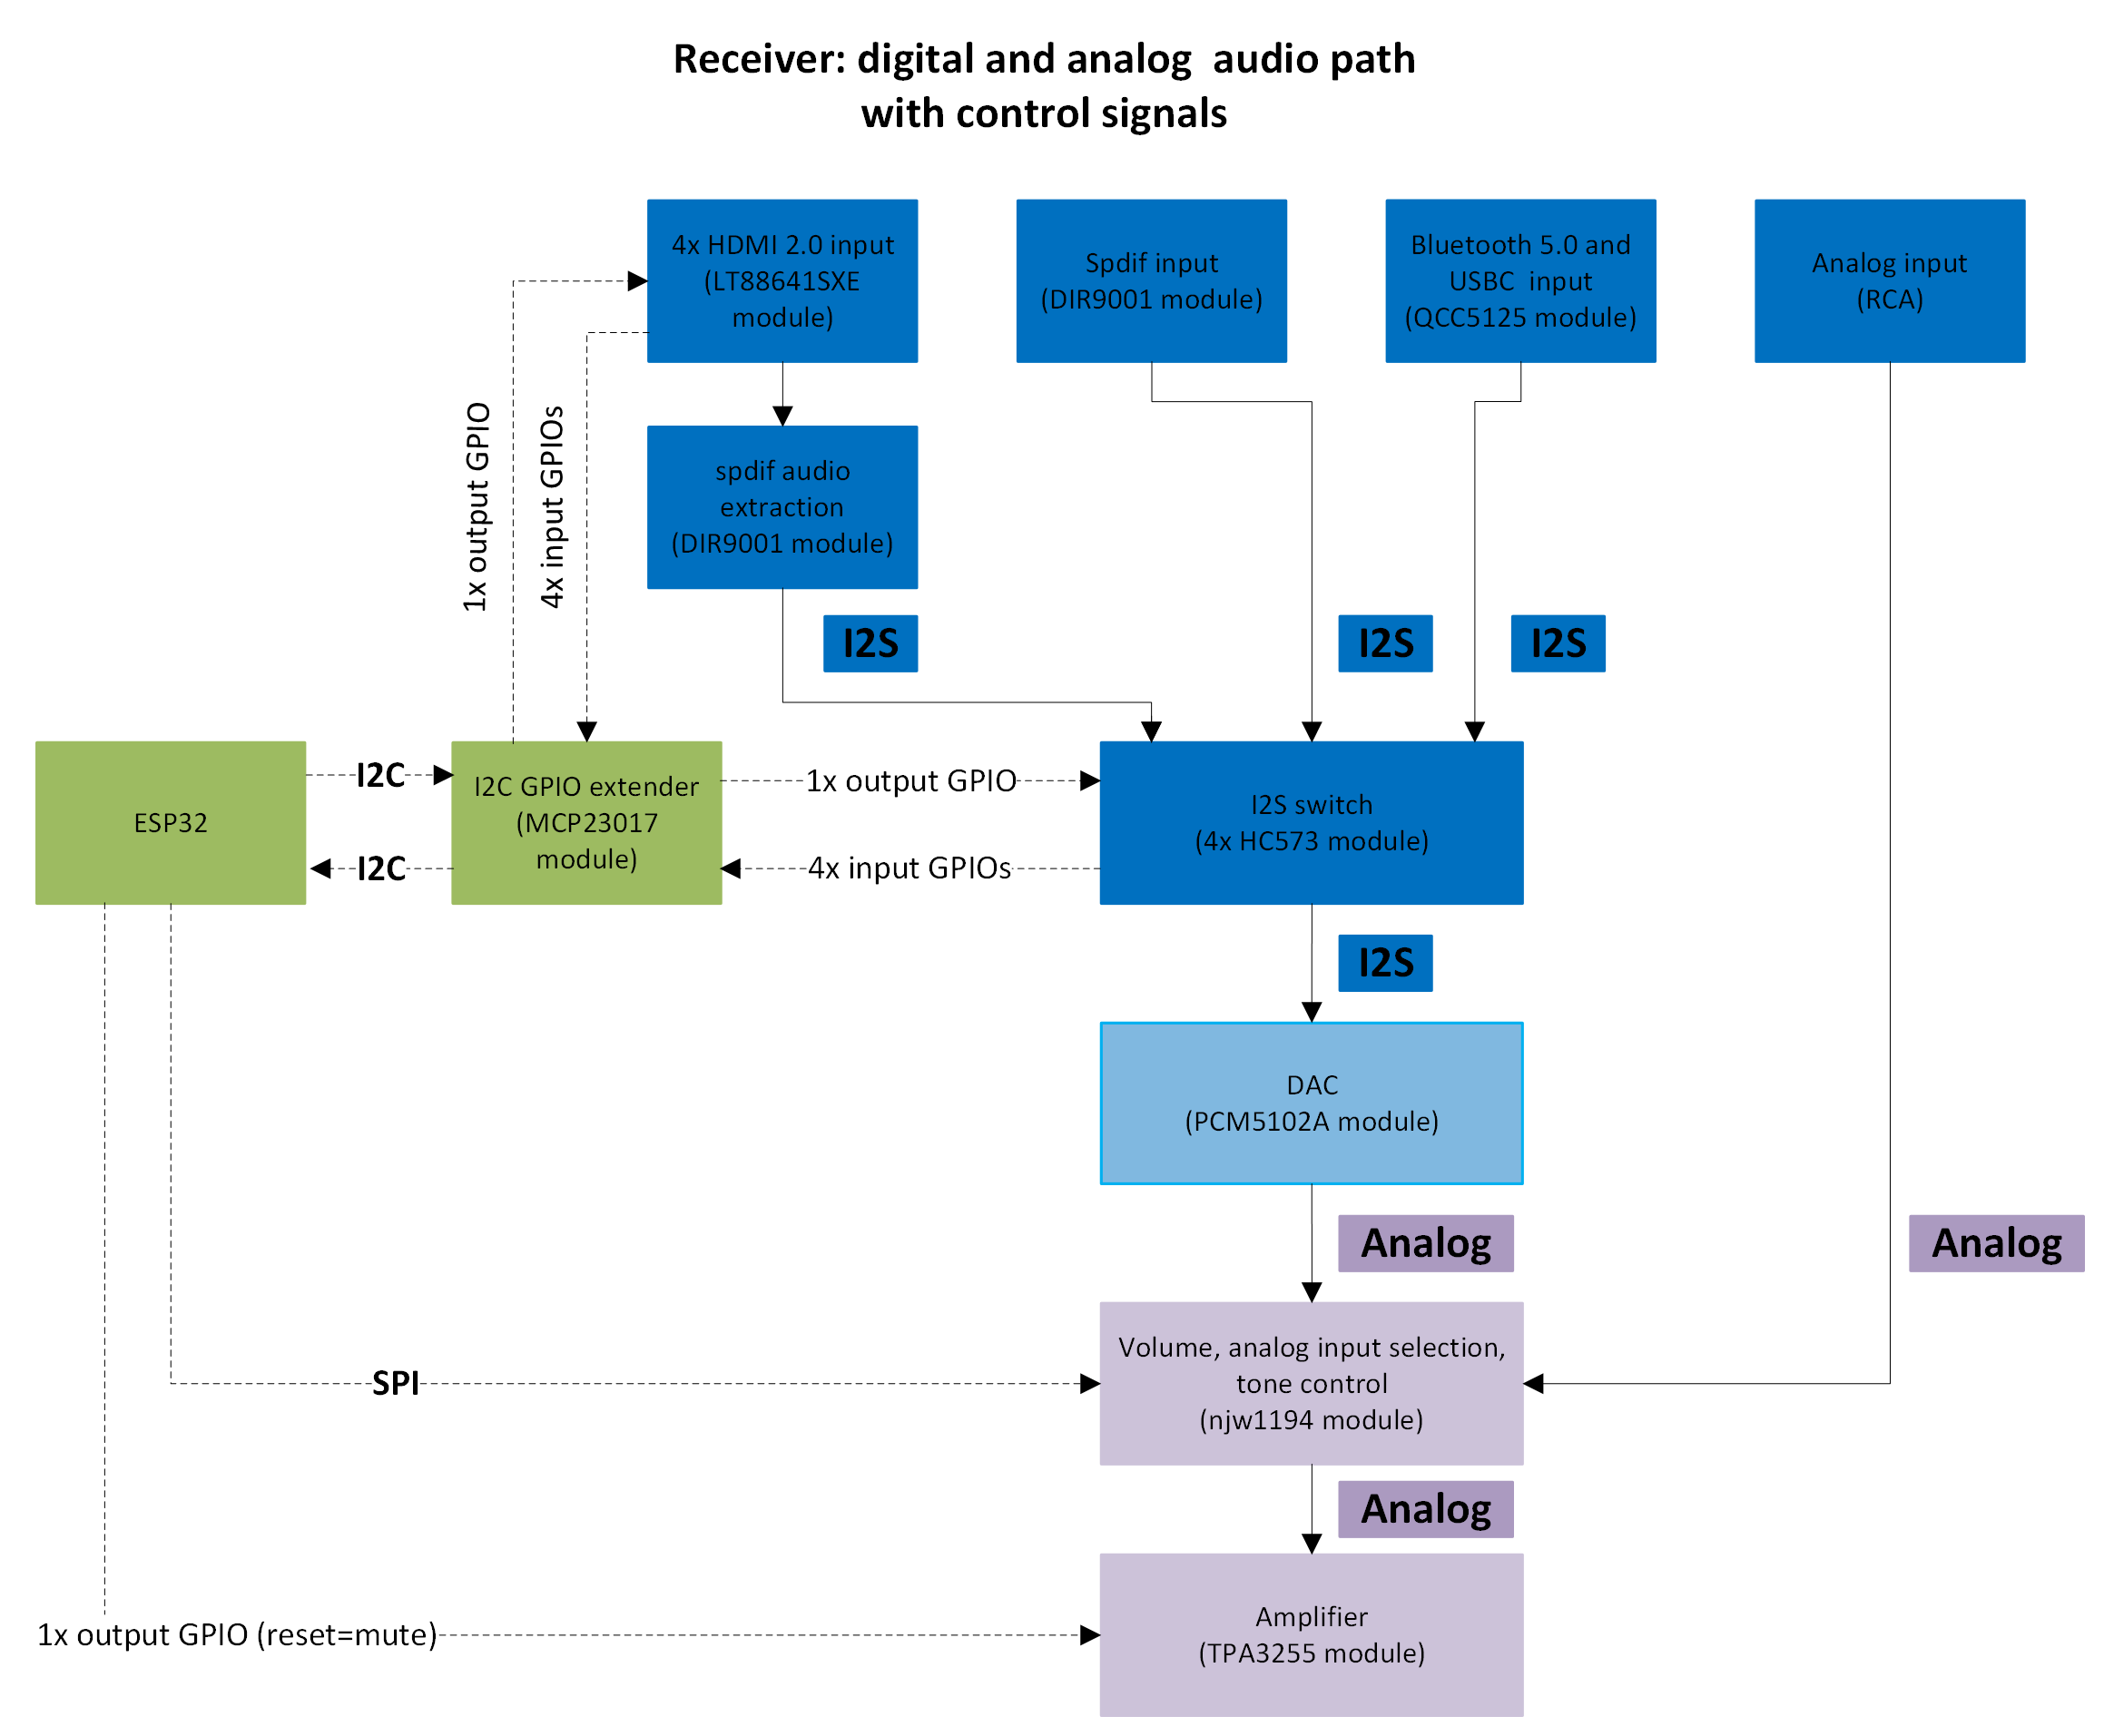 Receiver: digital and analog  audio path
with control signals
4x HDMI 2.0 input
(LT88641SXE
module)
Spdif input
(DIR9001 module)
Bluetooth 5.0 and
USBC  input
(QCC5125 module)
Analog input
(RCA)
1x output GPIO
4x input GPIOs
spdif audio
extraction
(DIR9001 module)
I2S
I2S
I2S
ESP32
I2C
I2C
I2C GPIO extender
(MCP23017
module)
1x output GPIO
4x input GPIOs
I2S switch
(4x HC573 module)
I2S
DAC
(PCM5102A module)
Analog
Analog
SPI
Volume, analog input selection,
tone control
(njw1194 module)
Analog
1x output GPIO (reset=mute)
Amplifier
(TPA3255 module)